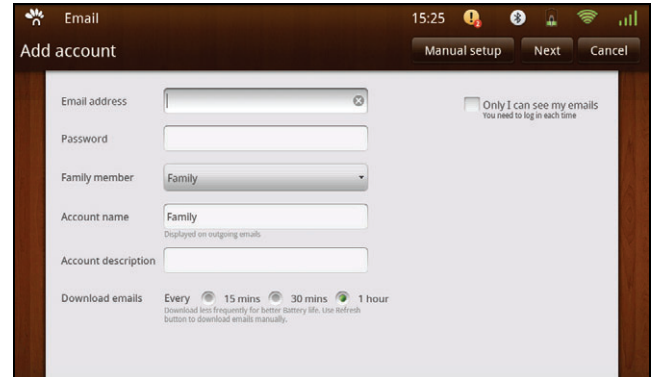 Email 15:25
Add account Manual setup Next Cancel
Email address Only I can see my emails
You need to log in each time
Password
Family member Family
Account name Family
Displayed on outgoing emails
Account description
Download emails Every 15 mins 30 mins 1 hour
Download less frequently for better Battery life. Use Refresh
button to download emails manually.